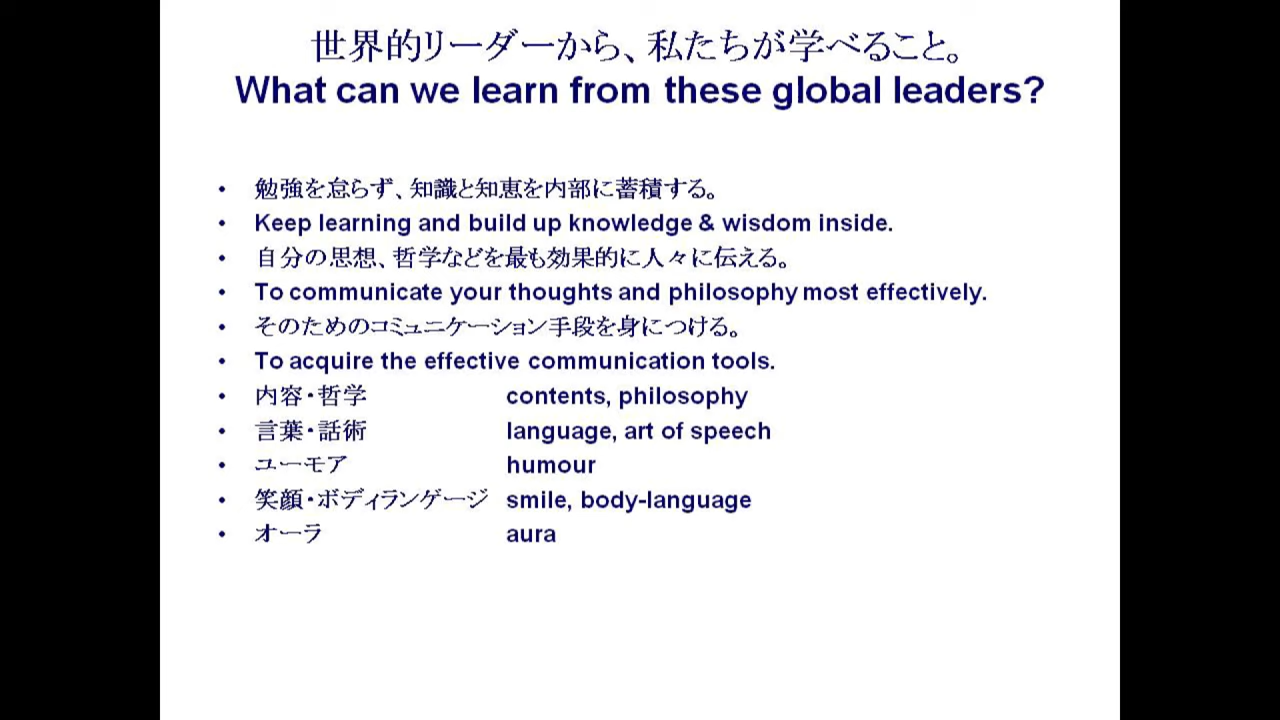 世界的リーダーから、私たちが学べること。
What can we learn from these global leaders?
• 勉強を怠らず、知識と知恵を内部に蓄積する。
• Keep learning and build up knowledge & wisdom inside.
• 自分の思想、哲学などを最も効果的に人々に伝える。
• To communicate your thoughts and philosophy most effectively.
• そのためのコミュニケーション手段を身につける。
• To acquire the effective communication tools.
• 内容・哲学 contents, philosophy
• 言葉・話術 language, art of speech
• ユーモア humour
• 笑顔・ボディランゲージ smile, body-language
• オーラ aura